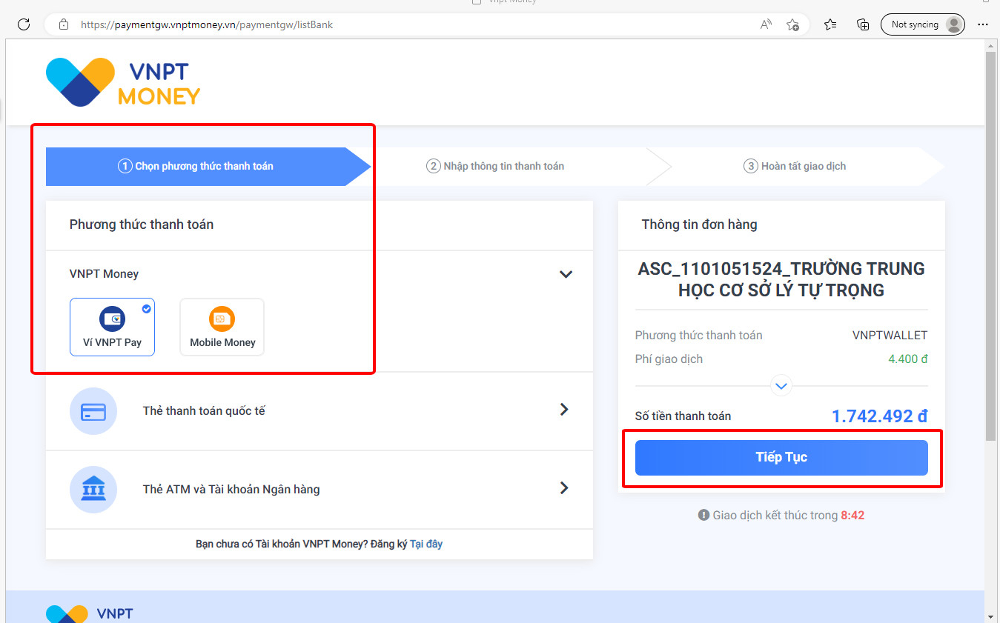 https://paymentgw.vnptmoney.vn/paymentgw/listBank
Not syncing
VNPT
MONEY
1 Chọn phương thức thanh toán
2 Nhập thông tin thanh toán
3 Hoàn tất giao dịch
Phương thức thanh toán
VNPT Money
Ví VNPT Pay
Mobile Money
Thẻ thanh toán quốc tế
Thẻ ATM và Tài khoản Ngân hàng
Bạn chưa có Tài khoản VNPT Money? Đăng ký Tại đây
Thông tin đơn hàng
ASC_1101051524_TRƯỜNG TRUNG
HỌC CƠ SỞ LÝ TỰ TRỌNG
Phương thức thanh toán VNPTWALLET
Phí giao dịch 4.400 đ
Số tiền thanh toán 1.742.492 đ
Tiếp Tục
Giao dịch kết thúc trong 8:42
VNPT